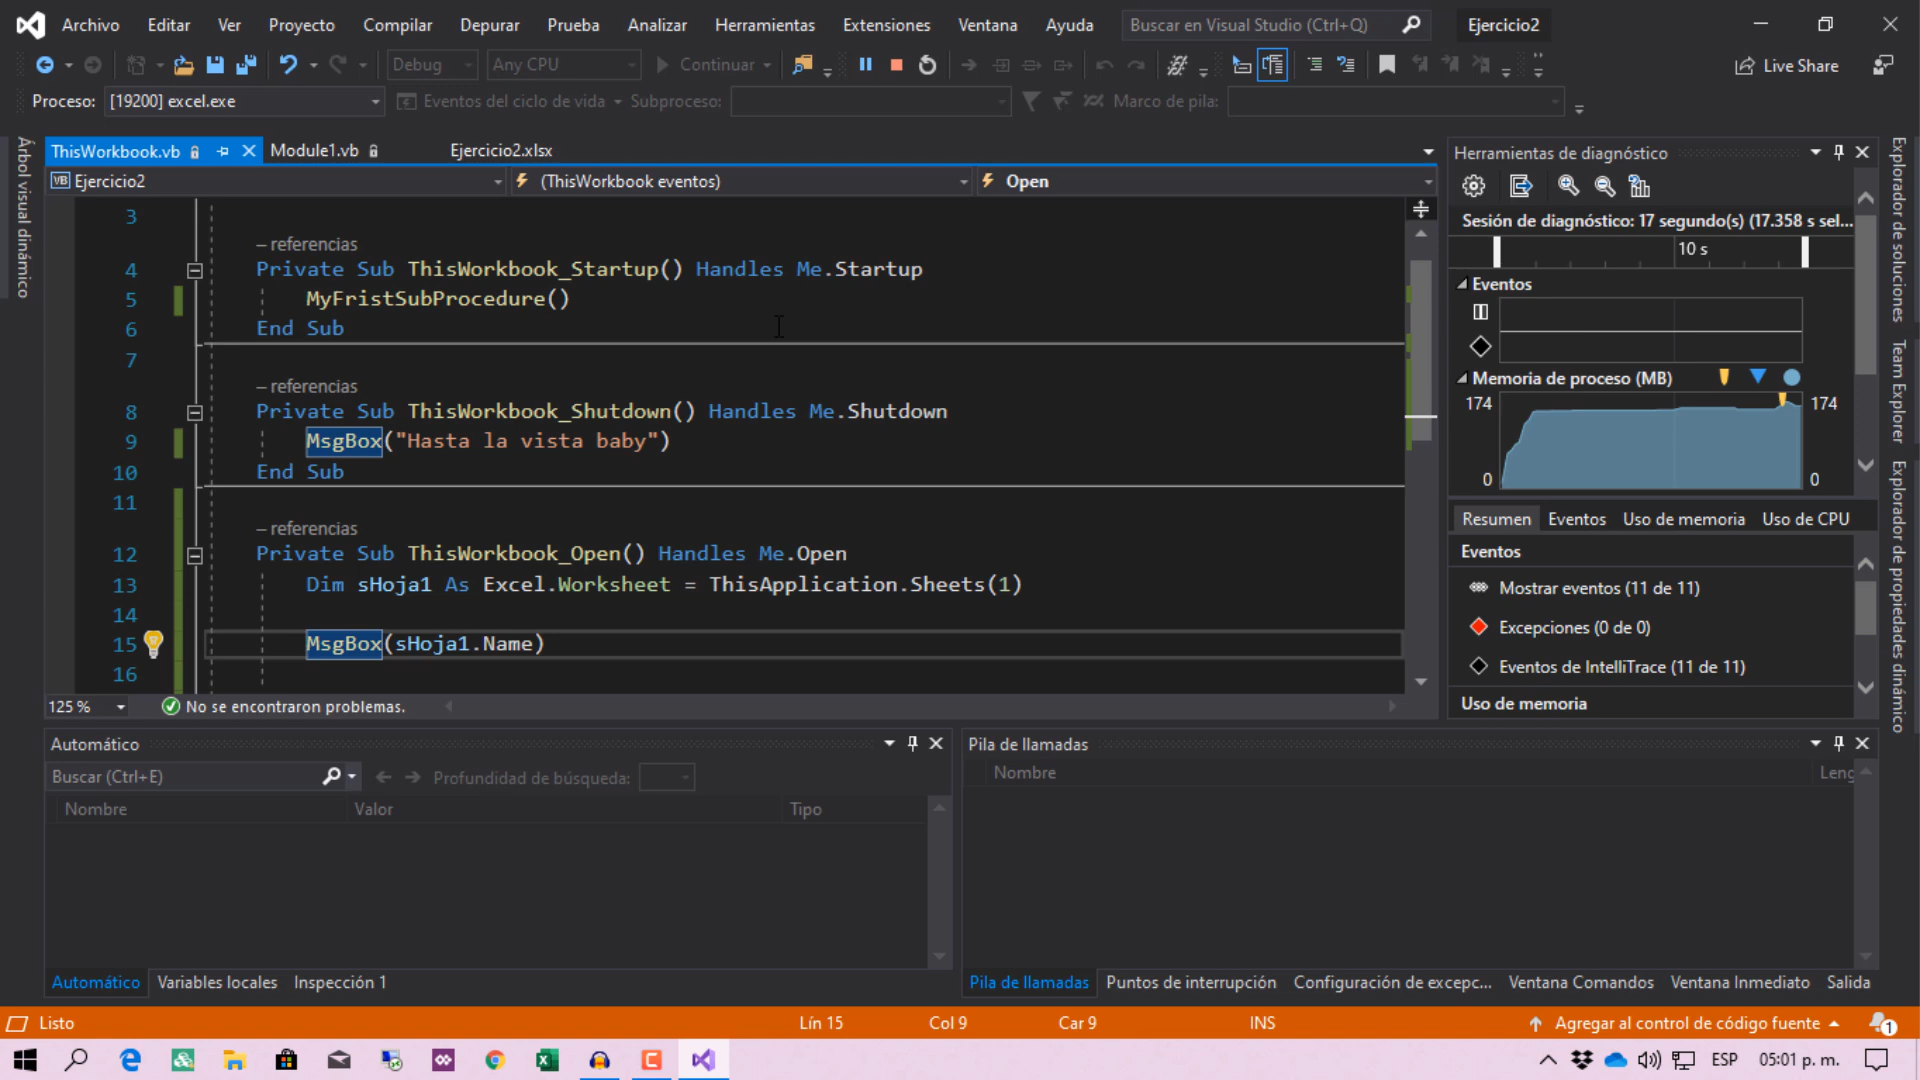 Archivo Editar Ver Proyecto Compilar Depurar Prueba Analizar Herramientas Extensiones Ventana Ayuda Buscar en Visual Studio (Ctrl+Q) Ejercicio2
Debug Any CPU Continuar Live Share
Proceso: [19200] excel.exe Eventos del ciclo de vida Subproceso: Marco de pila:
Árbol visual dinámico
ThisWorkbook.vb Module1.vb Ejercicio2.xlsx
VB Ejercicio2 (ThisWorkbook eventos) Open
3
– referencias
4 Private Sub ThisWorkbook_Startup() Handles Me.Startup
5 MyFristSubProcedure()
6 End Sub
7
– referencias
8 Private Sub ThisWorkbook_Shutdown() Handles Me.Shutdown
9 MsgBox("Hasta la vista baby")
10 End Sub
11
– referencias
12 Private Sub ThisWorkbook_Open() Handles Me.Open
13 Dim sHoja1 As Excel.Worksheet = ThisApplication.Sheets(1)
14
15 MsgBox(sHoja1.Name)
16
125 % No se encontraron problemas.
Herramientas de diagnóstico
Sesión de diagnóstico: 17 segundo(s) (17.358 s sel...
10 s
Eventos
Memoria de proceso (MB)
174 174
0 0
Resumen Eventos Uso de memoria Uso de CPU
Eventos
Mostrar eventos (11 de 11)
Excepciones (0 de 0)
Eventos de IntelliTrace (11 de 11)
Uso de memoria
Explorador de soluciones
Team Explorer
Explorador de propiedades dinámico
Automático
Buscar (Ctrl+E) Profundidad de búsqueda:
Nombre Valor Tipo
Automático Variables locales Inspección 1
Pila de llamadas
Nombre Leng
Pila de llamadas Puntos de interrupción Configuración de excepc... Ventana Comandos Ventana Inmediato Salida
Listo Lín 15 Col 9 Car 9 INS Agregar al control de código fuente 1
ESP 05:01 p. m.